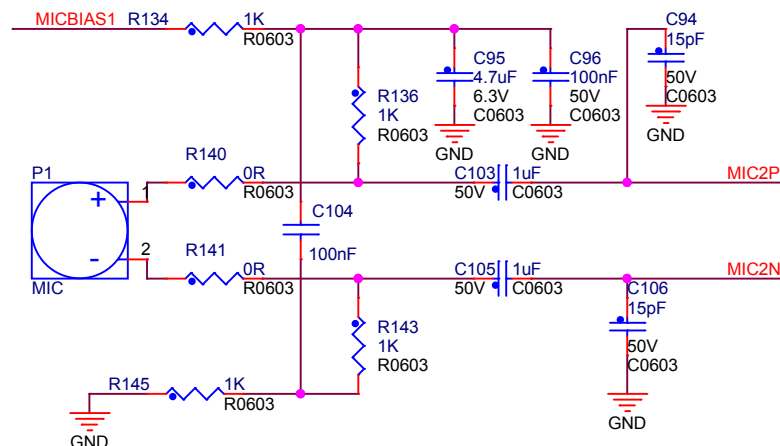 MICBIAS1
R134
1K
R0603
C95
4.7uF
6.3V
C0603
GND
C96
100nF
50V
C0603
GND
C94
15pF
50V
C0603
GND
R136
1K
R0603
P1
+
-
MIC
1
2
R140
0R
R0603
C103
50V
1uF
C0603
MIC2P
C104
100nF
R141
0R
R0603
C105
50V
1uF
C0603
MIC2N
C106
15pF
50V
C0603
GND
R143
1K
R0603
R145
1K
R0603
GND